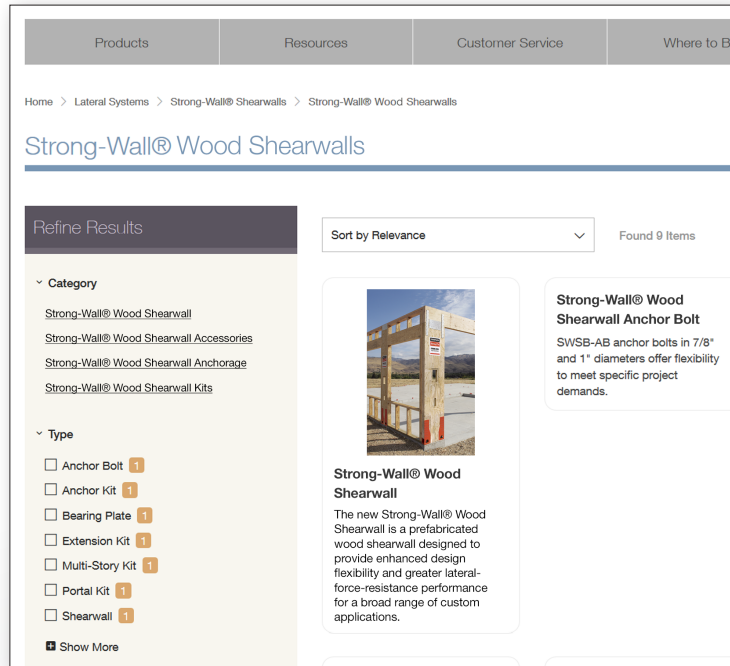 Products
Resources
Customer Service
Where to B
Home > Lateral Systems > Strong-Wall® Shearwalls > Strong-Wall® Wood Shearwalls
Strong-Wall® Wood Shearwalls
Refine Results
Category
Strong-Wall® Wood Shearwall
Strong-Wall® Wood Shearwall Accessories
Strong-Wall® Wood Shearwall Anchorage
Strong-Wall® Wood Shearwall Kits
Type
Anchor Bolt 1
Anchor Kit 1
Bearing Plate 1
Extension Kit 1
Multi-Story Kit 1
Portal Kit 1
Shearwall 1
Show More
Sort by Relevance
Found 9 Items
Strong-Wall® Wood
Shearwall
The new Strong-Wall® Wood
Shearwall is a prefabricated
wood shearwall designed to
provide enhanced design
flexibility and greater lateral-
force-resistance performance
for a broad range of custom
applications.
Strong-Wall® Wood
Shearwall Anchor Bolt
SWSB-AB anchor bolts in 7/8"
and 1" diameters offer flexibility
to meet specific project
demands.